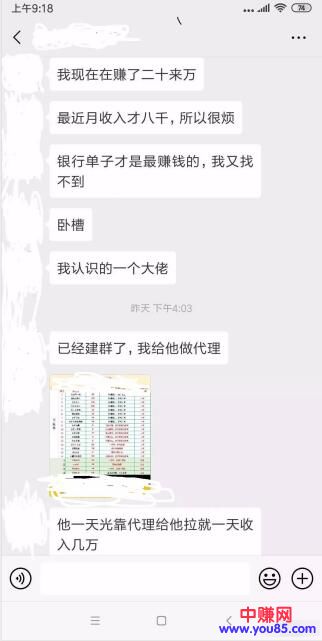 上午9:18
74
我现在在赚了二十来万
最近月收入才八千，所以很烦
银行单子才是最赚钱的，我又找
不到
卧槽
我认识的一个大佬
昨天 下午4:03
已经建群了，我给他做代理
他一天光靠代理给他拉就一天收
入几万
中赚网
www.you85.com